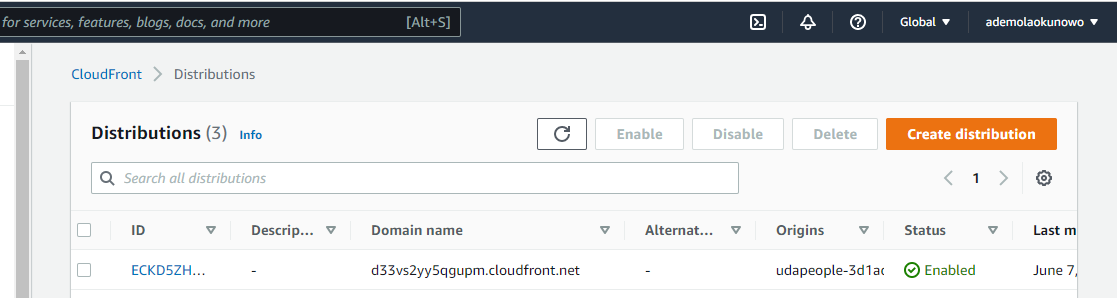 for services, features, blogs, docs, and more [Alt+S] Global ademolaokunowo
CloudFront Distributions
Distributions (3) Info Enable Disable Delete Create distribution
Search all distributions 1
ID Descrip... Domain name Alternat... Origins Status Last m
ECKD5ZH... - d33vs2yy5qgupm.cloudfront.net - udapeople-3d1ac Enabled June 7,